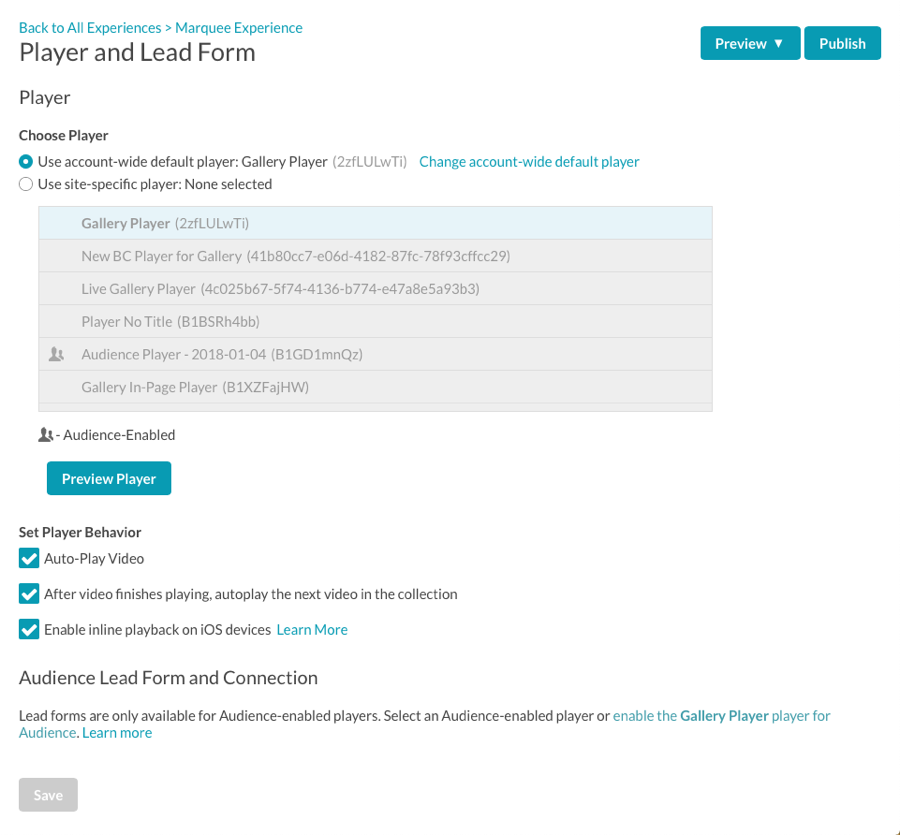 Back to All Experiences > Marquee Experience
Player and Lead Form
Preview ▼
Publish
Player
Choose Player
Use account-wide default player: Gallery Player (2zfLULwTi) Change account-wide default player
Use site-specific player: None selected
Gallery Player (2zfLULwTi)
New BC Player for Gallery (41b80cc7-e06d-4182-87fc-78f93cffcc29)
Live Gallery Player (4c025b67-5f74-4136-b774-e47a8e5a93b3)
Player No Title (B1BSRh4bb)
Audience Player - 2018-01-04 (B1GD1mnQz)
Gallery In-Page Player (B1XZFajHW)
- Audience-Enabled
Preview Player
Set Player Behavior
Auto-Play Video
After video finishes playing, autoplay the next video in the collection
Enable inline playback on iOS devices Learn More
Audience Lead Form and Connection
Lead forms are only available for Audience-enabled players. Select an Audience-enabled player or enable the Gallery Player player for
Audience. Learn more
Save